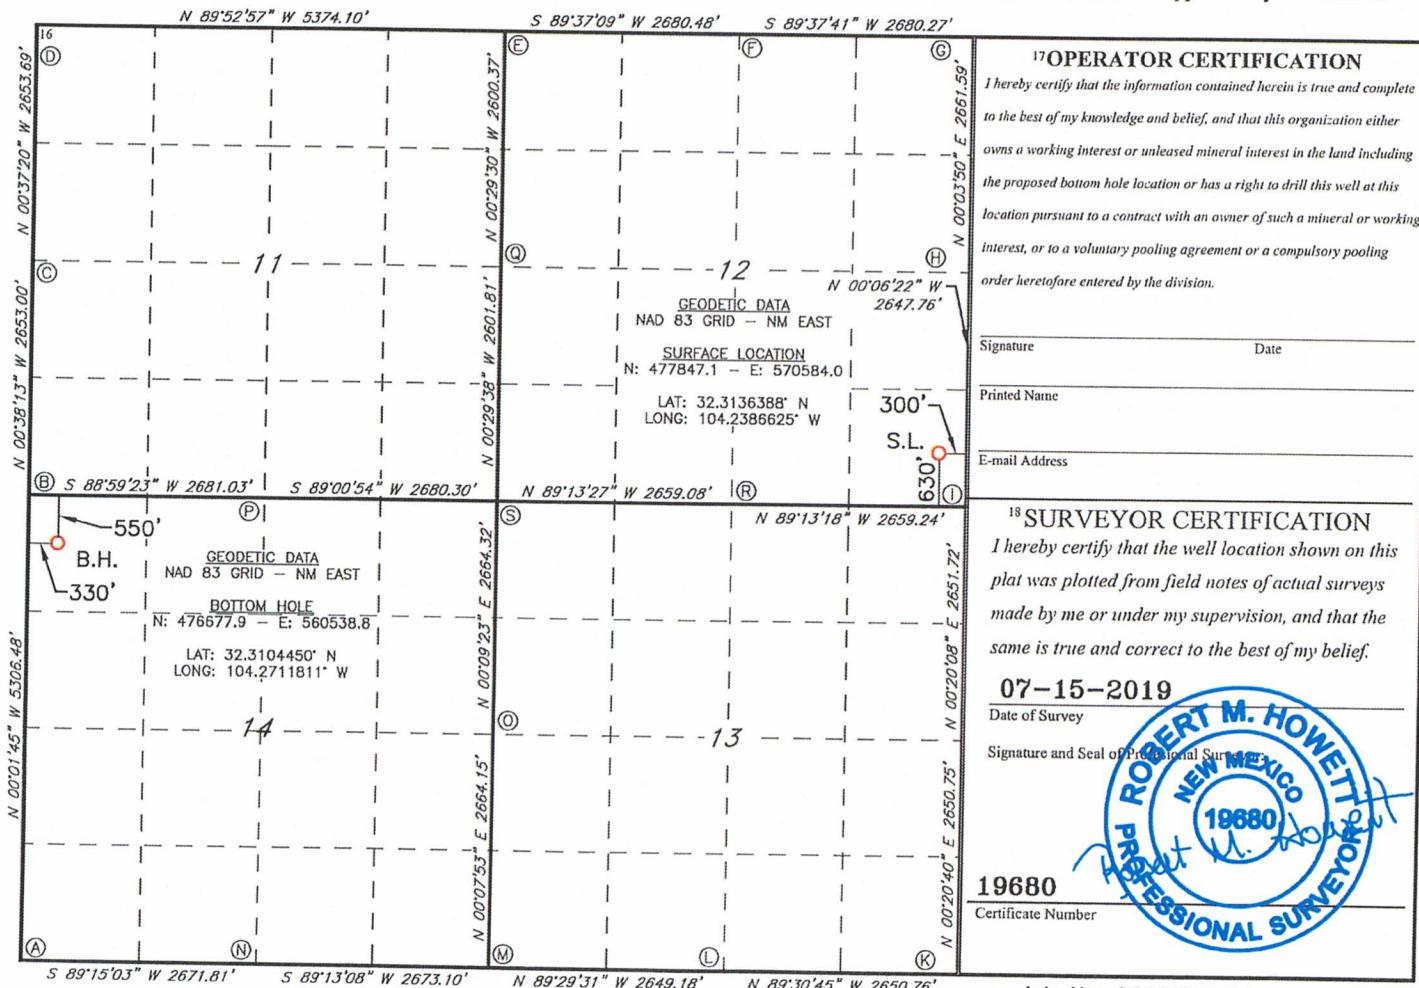 N 89°52'57" W 5374.10'
S 89°37'09" W 2680.48'
S 89°37'41" W 2680.27'
16
D
E
F
G
N 00°37'20" W 2653.69'
N 00°29'30" W 2600.37'
N 00°03'50" E 2661.59'
C
11
Q
12
H
N 00°06'22" W
2647.76'
GEODETIC DATA
NAD 83 GRID – NM EAST
SURFACE LOCATION
N: 477847.1 – E: 570584.0
LAT: 32.3136388° N
LONG: 104.2386625° W
N 00°38'13" W 2653.00'
N 00°29'38" W 2601.81'
300'
S.L.
630'
B
S 88°59'23" W 2681.03'
S 89°00'54" W 2680.30'
N 89°13'27" W 2659.08'
R
I
P
S
N 89°13'18" W 2659.24'
550'
B.H.
330'
GEODETIC DATA
NAD 83 GRID – NM EAST
BOTTOM HOLE
N: 476677.9 – E: 560538.8
LAT: 32.3104450° N
LONG: 104.2711811° W
N 00°01'45" W 5306.48'
N 00°09'23" E 2664.32'
N 00°20'08" E 2651.72'
14
O
13
N 00°07'53" E 2664.15'
N 00°20'40" E 2650.75'
A
N
M
L
K
S 89°15'03" W 2671.81'
S 89°13'08" W 2673.10'
N 89°29'31" W 2649.18'
N 89°30'45" W 2650.76'
17 OPERATOR CERTIFICATION
I hereby certify that the information contained herein is true and complete
to the best of my knowledge and belief, and that this organization either
owns a working interest or unleased mineral interest in the land including
the proposed bottom hole location or has a right to drill this well at this
location pursuant to a contract with an owner of such a mineral or working
interest, or to a voluntary pooling agreement or a compulsory pooling
order heretofore entered by the division.
Signature Date
Printed Name
E-mail Address
18 SURVEYOR CERTIFICATION
I hereby certify that the well location shown on this
plat was plotted from field notes of actual surveys
made by me or under my supervision, and that the
same is true and correct to the best of my belief.
07-15-2019
Date of Survey
Signature and Seal of Professional Surveyor:
ROBERT M. HOWETT
NEW MEXICO
19680
PROFESSIONAL SURVEYOR
Robert M. Howett
19680
Certificate Number